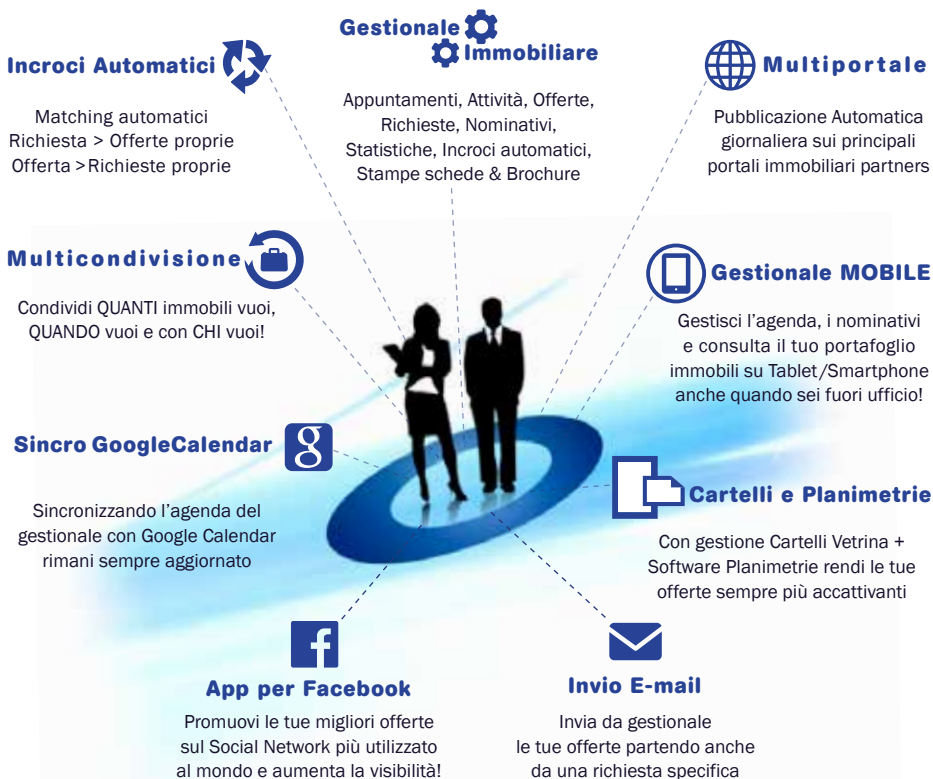 Gestionale
Immobiliare
Appuntamenti, Attività, Offerte,
Richieste, Nominativi,
Statistiche, Incroci automatici,
Stampe schede & Brochure
Incroci Automatici
Matching automatici
Richiesta > Offerte proprie
Offerta >Richieste proprie
Multiportale
Pubblicazione Automatica
giornaliera sui principali
portali immobiliari partners
Multicondivisione
Condividi QUANTI immobili vuoi,
QUANDO vuoi e con CHI vuoi!
Gestionale MOBILE
Gestisci l’agenda, i nominativi
e consulta il tuo portafoglio
immobili su Tablet/Smartphone
anche quando sei fuori ufficio!
Sincro GoogleCalendar
g
Sincronizzando l’agenda del
gestionale con Google Calendar
rimani sempre aggiornato
Cartelli e Planimetrie
Con gestione Cartelli Vetrina +
Software Planimetrie rendi le tue
offerte sempre più accattivanti
f
App per Facebook
Promuovi le tue migliori offerte
sul Social Network più utilizzato
al mondo e aumenta la visibilità!
Invio E-mail
Invia da gestionale
le tue offerte partendo anche
da una richiesta specifica